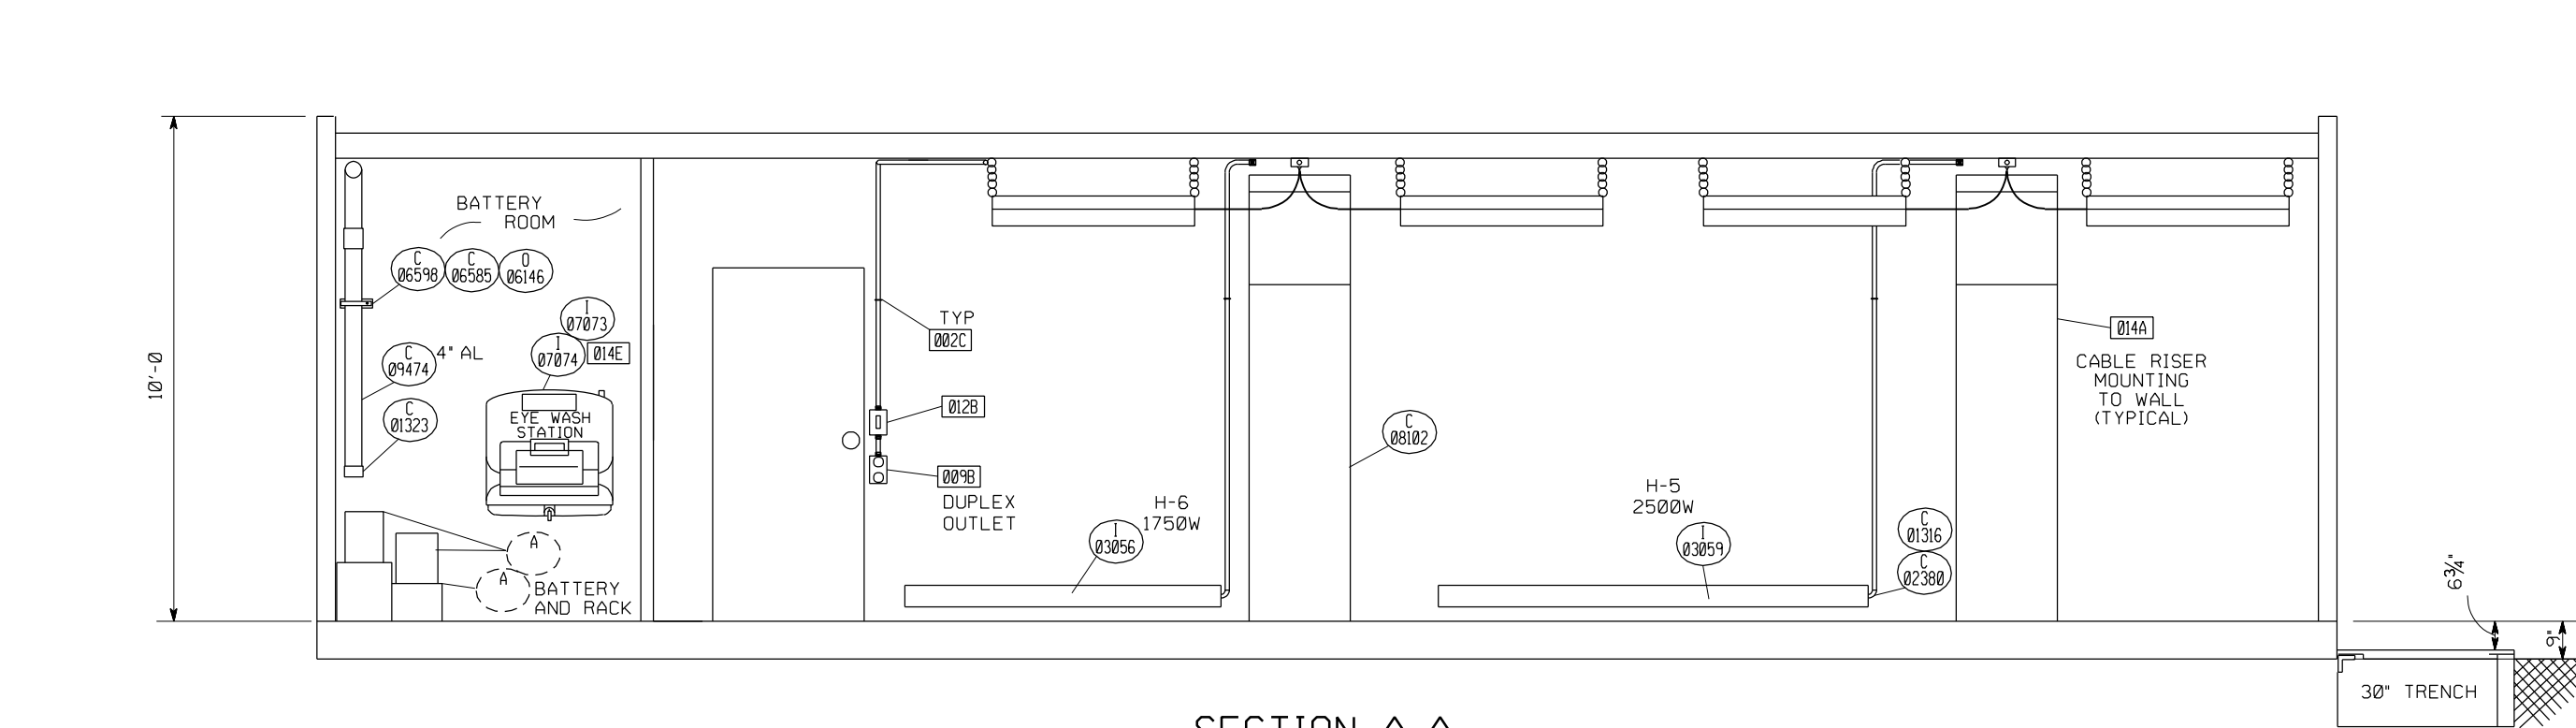 10'-0
BATTERY
ROOM
C
06598
C
06585
O
06146
I
07073
I
07074
014E
C
09474
4" AL
C
01323
EYE WASH
STATION
A
A
BATTERY
AND RACK
TYP
002C
012B
009B
DUPLEX
OUTLET
H-6
1750W
I
03056
C
08102
H-5
2500W
I
03059
C
01316
C
02380
014A
CABLE RISER
MOUNTING
TO WALL
(TYPICAL)
6¾"
9"
30" TRENCH
SECTION A-A